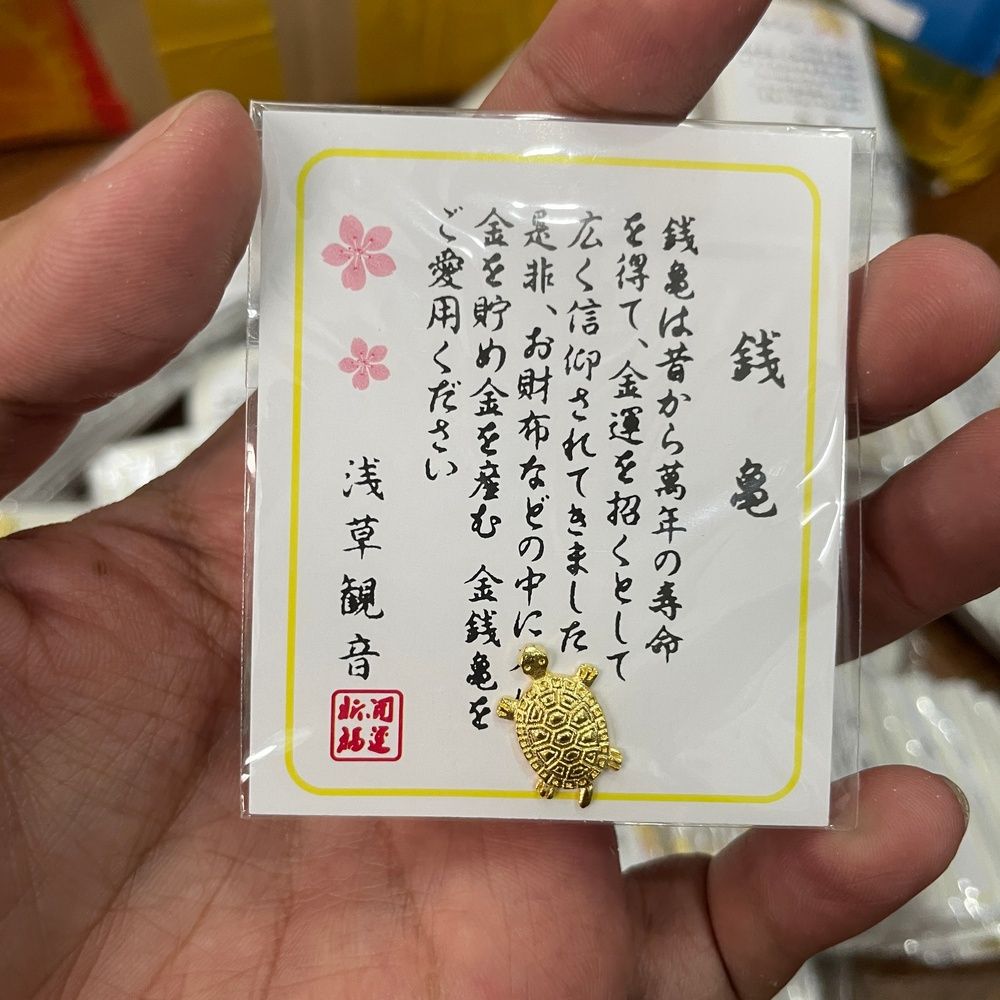 銭亀
銭亀は昔から萬年の寿命
を得て、金運を招くとして
広く信仰されてきました
是非、お財布などの中に
金を貯め金を産む 金銭亀を
ご愛用ください
浅草観音
開運
招福